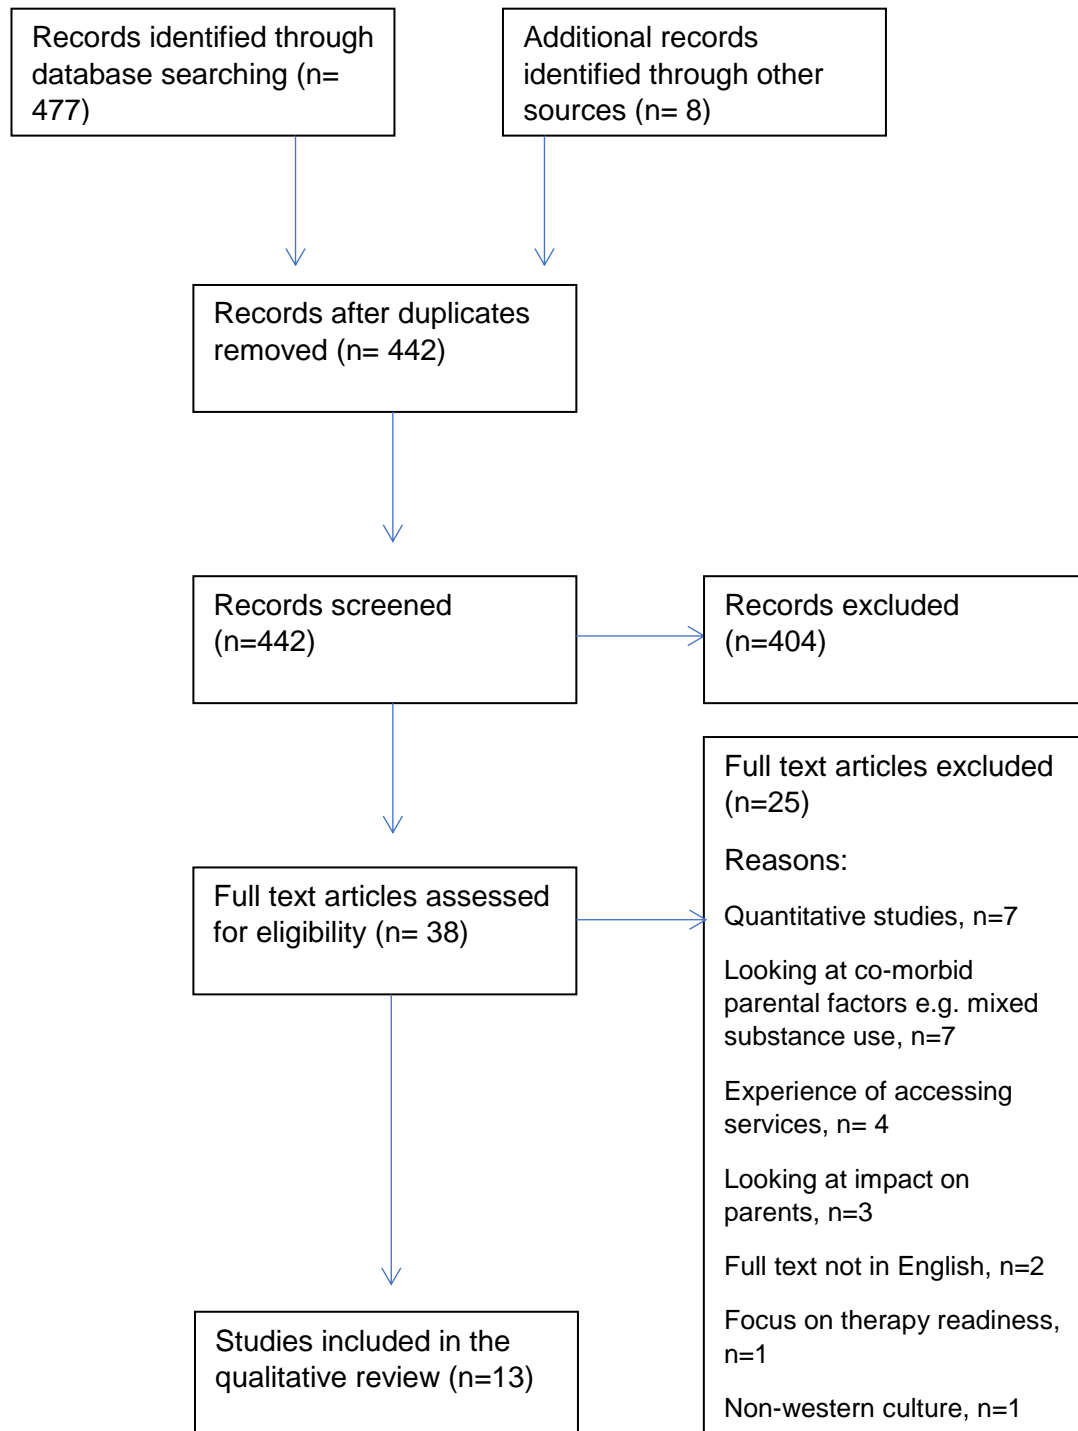 Records identified through
database searching (n=
477)
Additional records
identified through other
sources (n= 8)
Records after duplicates
removed (n= 442)
Records screened
(n=442)
Records excluded
(n=404)
Full text articles assessed
for eligibility (n= 38)
Full text articles excluded
(n=25)
Reasons:
Quantitative studies, n=7
Looking at co-morbid
parental factors e.g. mixed
substance use, n=7
Experience of accessing
services, n= 4
Looking at impact on
parents, n=3
Full text not in English, n=2
Focus on therapy readiness,
n=1
Non-western culture, n=1
Studies included in the
qualitative review (n=13)